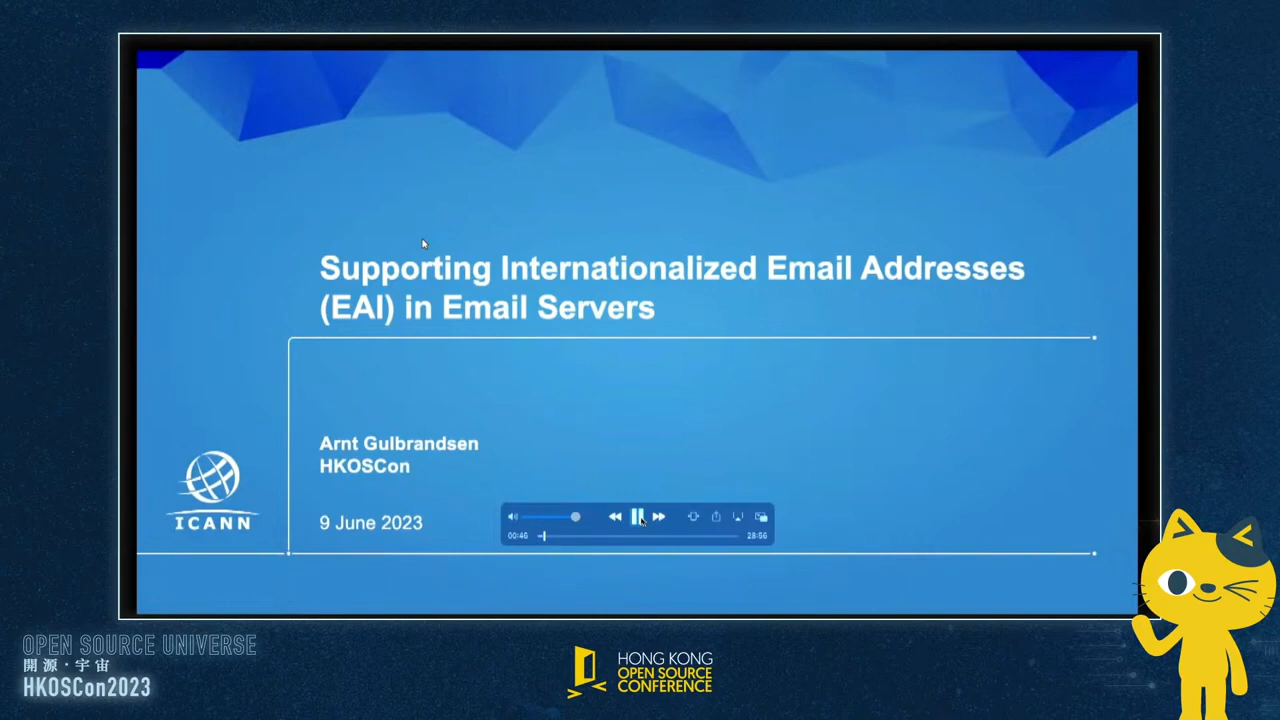 Supporting Internationalized Email Addresses
(EAI) in Email Servers
Arnt Gulbrandsen
HKOSCon
9 June 2023
ICANN
00:46
28:56
OPEN SOURCE UNIVERSE
開源·宇宙
HKOSCon2023
HONG KONG
OPEN SOURCE
CONFERENCE